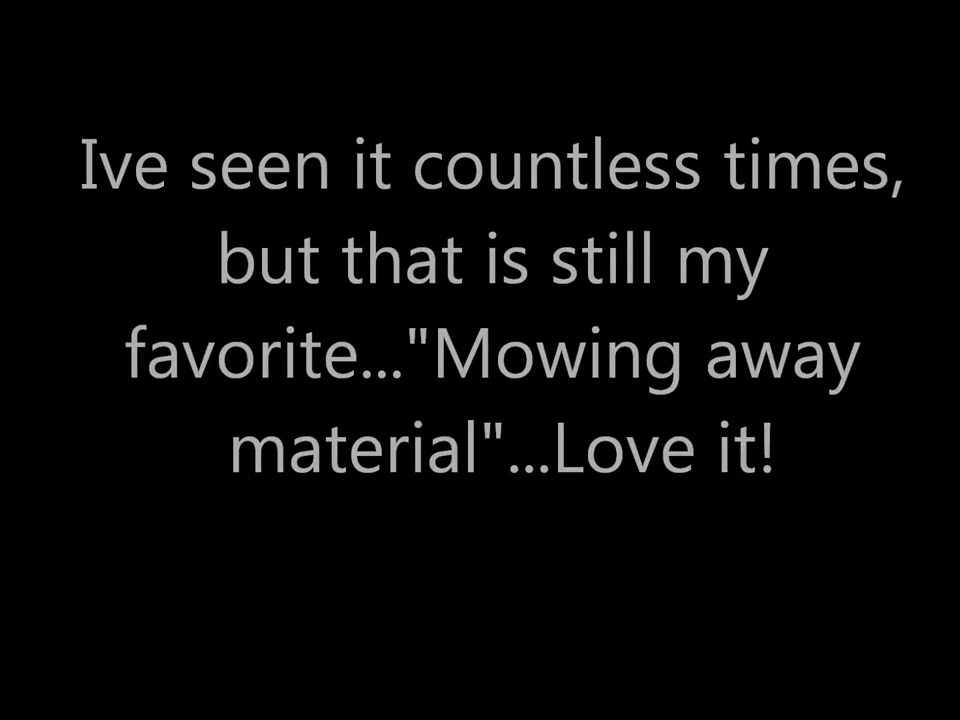 Ive seen it countless times,
but that is still my
favorite..."Mowing away
material"...Love it!